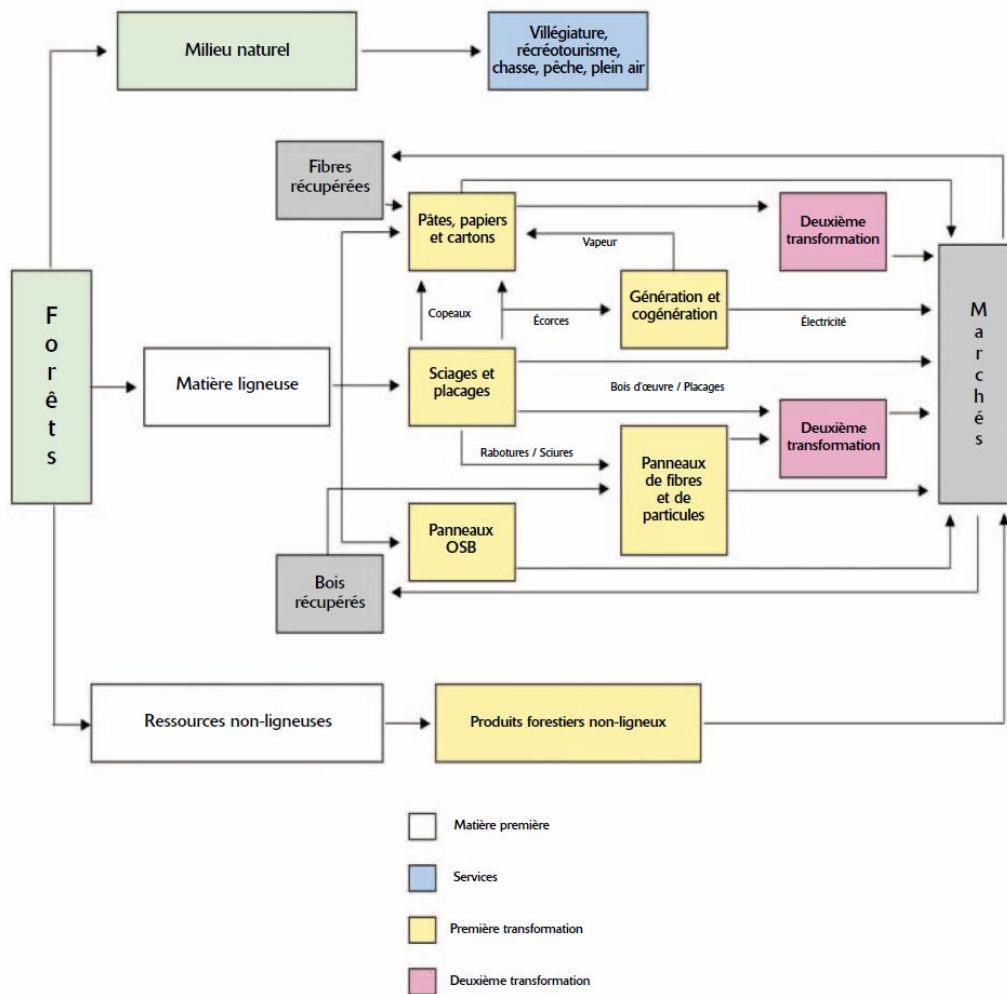 Milieu naturel
Villégiature,
récréotourisme,
chasse, pêche, plein air
Fibres
récupérées
Pâtes, papiers
et cartons
Deuxième
transformation
Vapeur
Forêts
Génération et
cogénération
Marchés
Copeaux
Écorces
Électricité
Matière ligneuse
Sciages et
placages
Bois d'œuvre / Placages
Deuxième
transformation
Rabotures / Sciures
Panneaux
de fibres
et de
particules
Panneaux
OSB
Bois
récupérés
Ressources non-ligneuses
Produits forestiers non-ligneux
Matière première
Services
Première transformation
Deuxième transformation